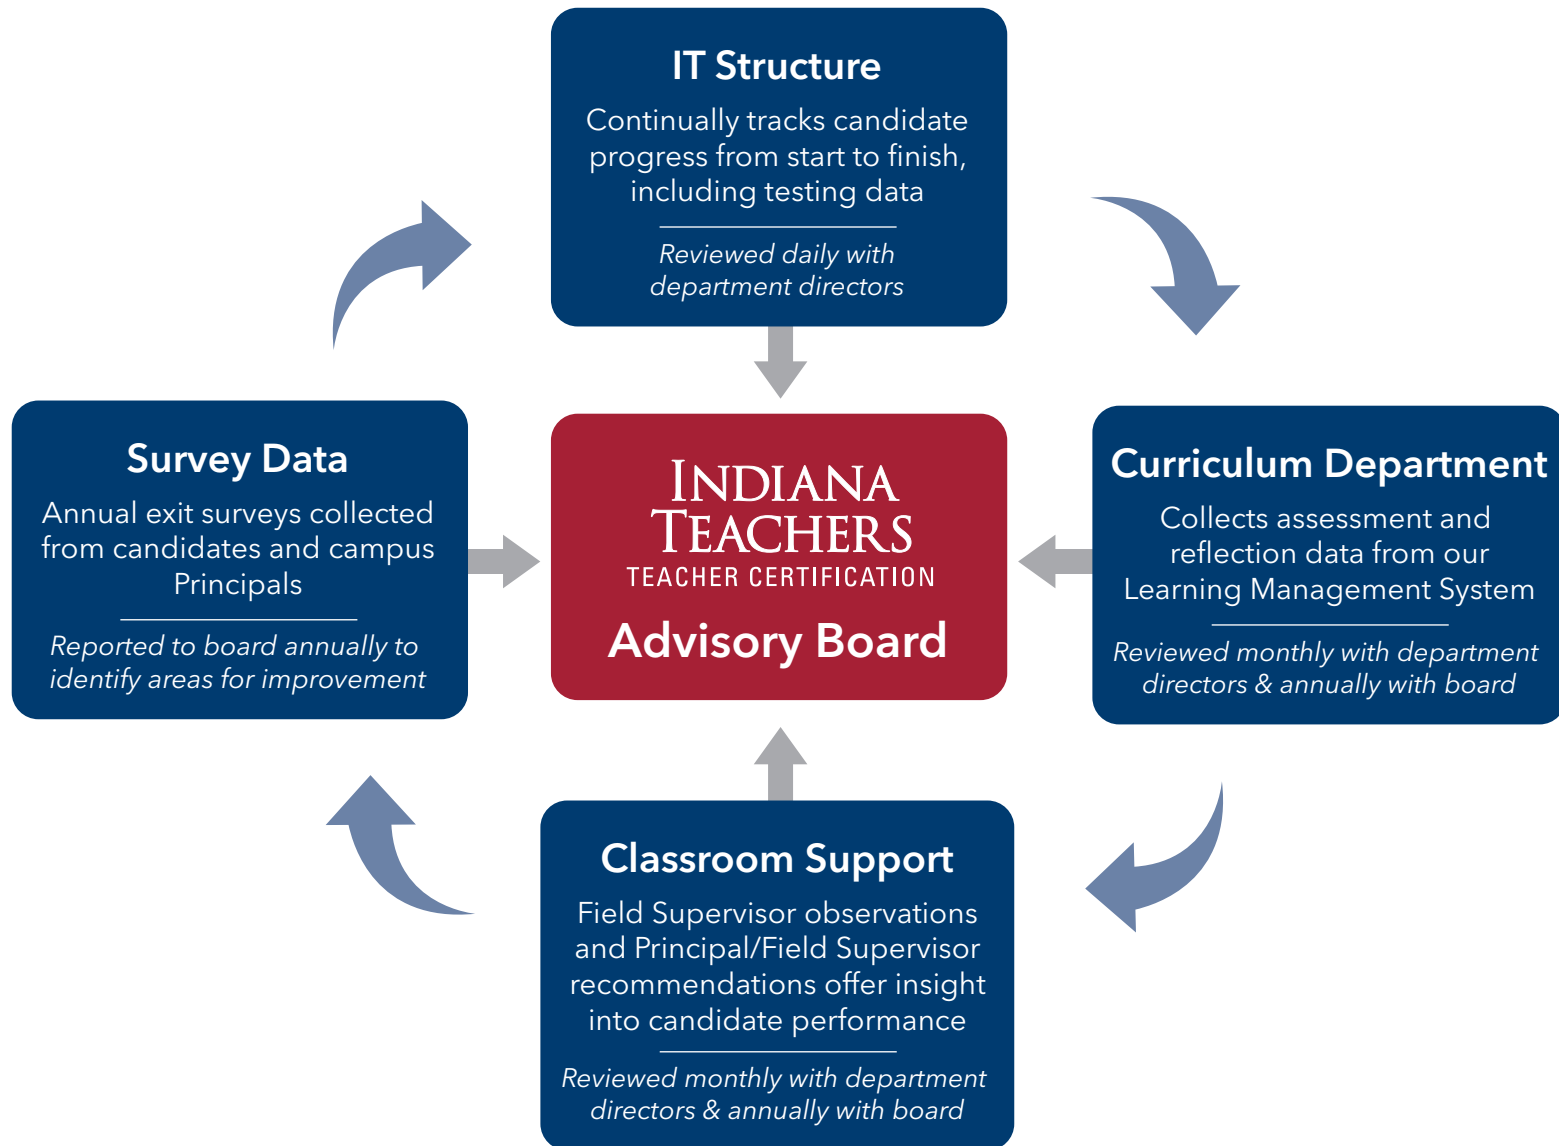 IT Structure
Continually tracks candidate
progress from start to finish,
including testing data
Reviewed daily with
department directors
Survey Data
Annual exit surveys collected
from candidates and campus
Principals
Reported to board annually to
identify areas for improvement
INDIANA
TEACHERS
TEACHER CERTIFICATION
Advisory Board
Curriculum Department
Collects assessment and
reflection data from our
Learning Management System
Reviewed monthly with department
directors & annually with board
Classroom Support
Field Supervisor observations
and Principal/Field Supervisor
recommendations offer insight
into candidate performance
Reviewed monthly with department
directors & annually with board